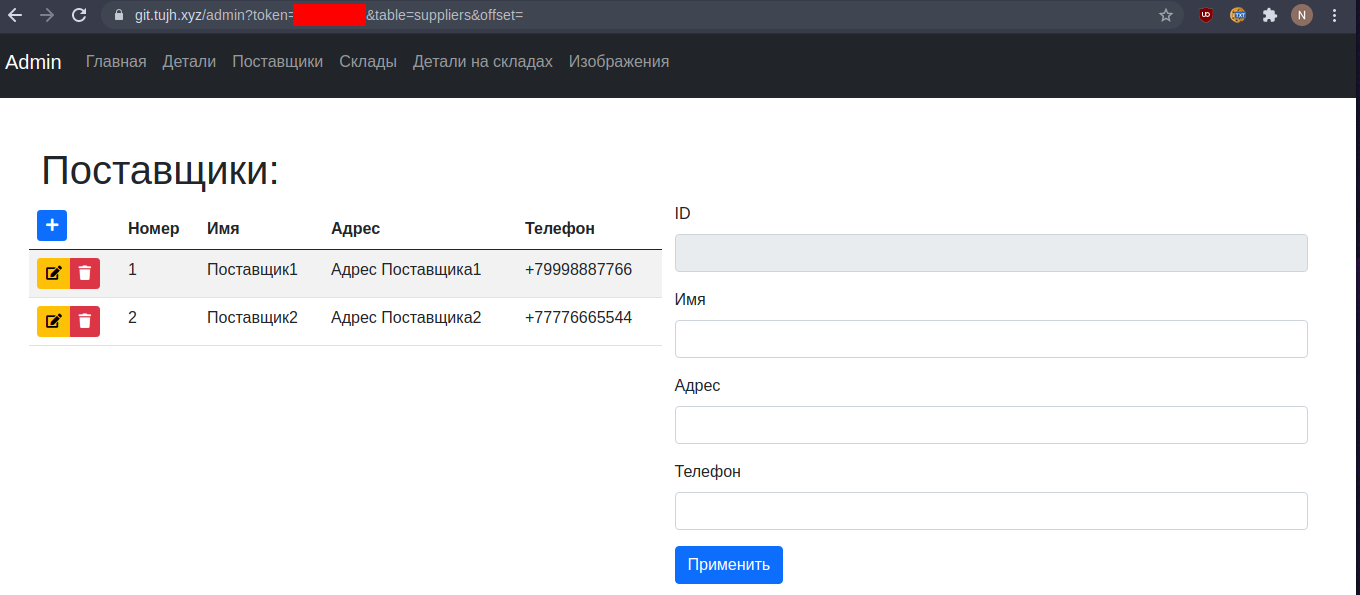 git.tujh.xyz/admin?token= &table=suppliers&offset=
N
Admin Главная Детали Поставщики Склады Детали на складах Изображения
Поставщики:
+ Номер Имя Адрес Телефон
1 Поставщик1 Адрес Поставщика1 +79998887766
2 Поставщик2 Адрес Поставщика2 +77776665544
ID
Имя
Адрес
Телефон
Применить